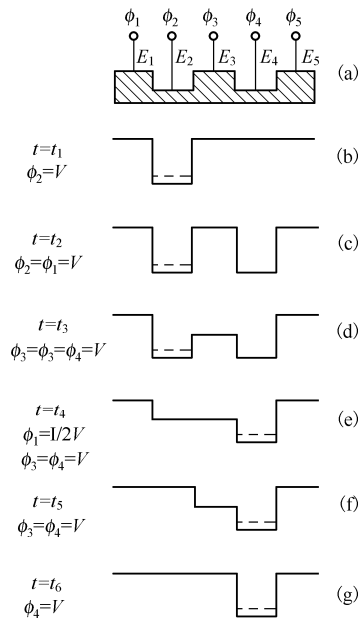 ϕ1 ϕ2 ϕ3 ϕ4 ϕ5
E1 E2 E3 E4 E5
(a)
t=t1
ϕ2=V
(b)
t=t2
ϕ2=ϕ1=V
(c)
t=t3
ϕ3=ϕ3=ϕ4=V
(d)
t=t4
ϕ1=1/2V
ϕ3=ϕ4=V
(e)
t=t5
ϕ3=ϕ4=V
(f)
t=t6
ϕ4=V
(g)